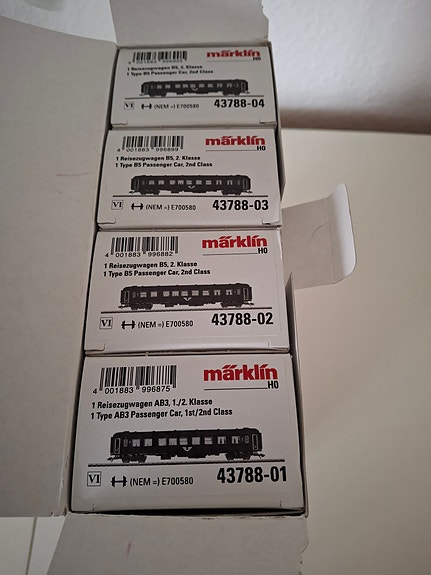 märklin
HO
1 Reisezugwagen B5, 2. Klasse
1 Type B5 Passenger Car, 2nd Class
VI (NEM =) E700580 43788-04
4 001883 996899
märklin
HO
1 Reisezugwagen B5, 2. Klasse
1 Type B5 Passenger Car, 2nd Class
VI (NEM =) E700580 43788-03
4 001883 996882
märklin
HO
1 Reisezugwagen B5, 2. Klasse
1 Type B5 Passenger Car, 2nd Class
VI (NEM =) E700580 43788-02
4 001883 996875
märklin
HO
1 Reisezugwagen AB3, 1./2. Klasse
1 Type AB3 Passenger Car, 1st/2nd Class
VI (NEM =) E700580 43788-01